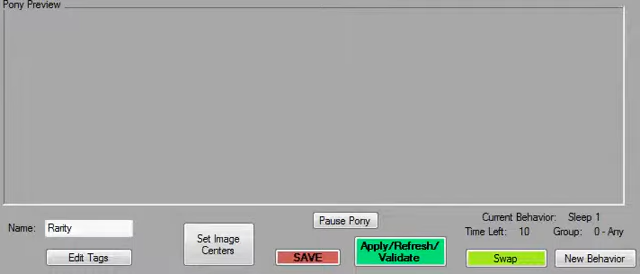 Pony Preview
Pause Pony
Current Behavior: Sleep 1
Name: Rarity
Time Left: 10 Group: 0 - Any
Set Image
Centers
Apply/Refresh/
Validate
Edit Tags
SAVE
Swap
New Behavior